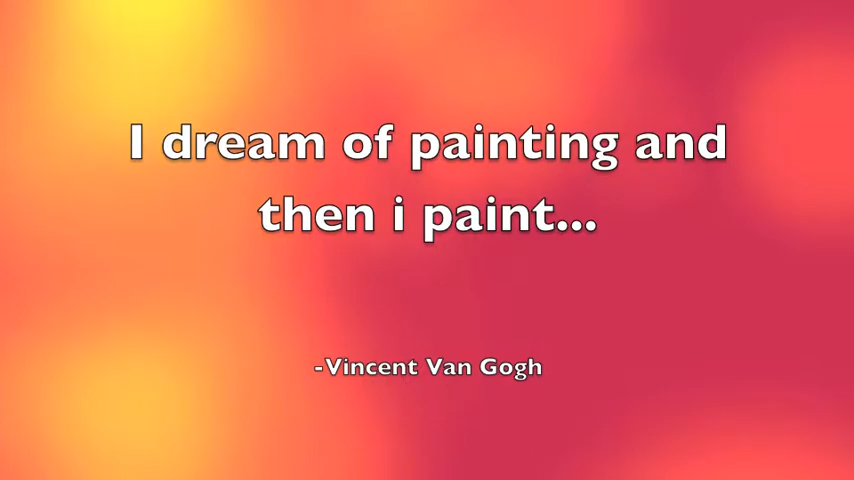 I dream of painting and
then i paint...
-Vincent Van Gogh